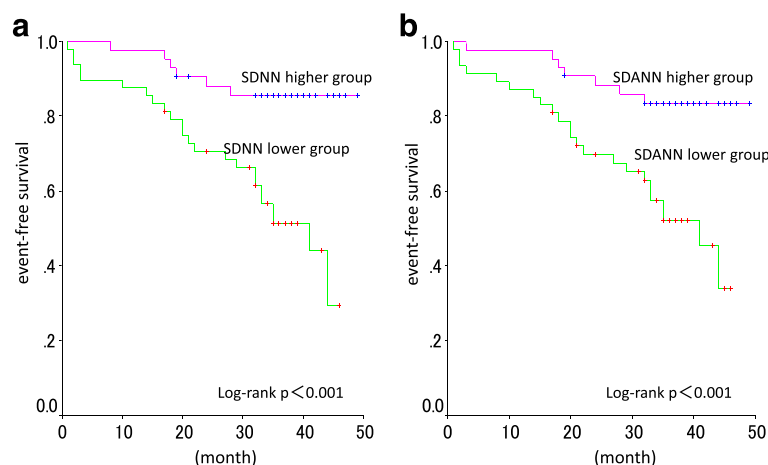 a
1.0
.8
.6
.4
.2
0.0
event-free survival
SDNN higher group
SDNN lower group
Log-rank p<0.001
0 10 20 30 40 50
(month)
b
1.0
.8
.6
.4
.2
0.0
event-free survival
SDANN higher group
SDANN lower group
Log-rank p<0.001
0 10 20 30 40 50
(month)